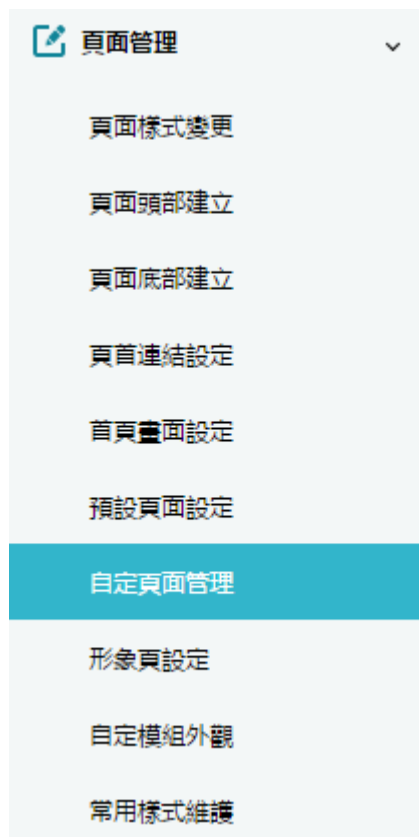 頁面管理
頁面樣式變更
頁面頭部建立
頁面底部建立
頁首連結設定
首頁畫面設定
預設頁面設定
自定頁面管理
形象頁設定
自定模組外觀
常用樣式維護